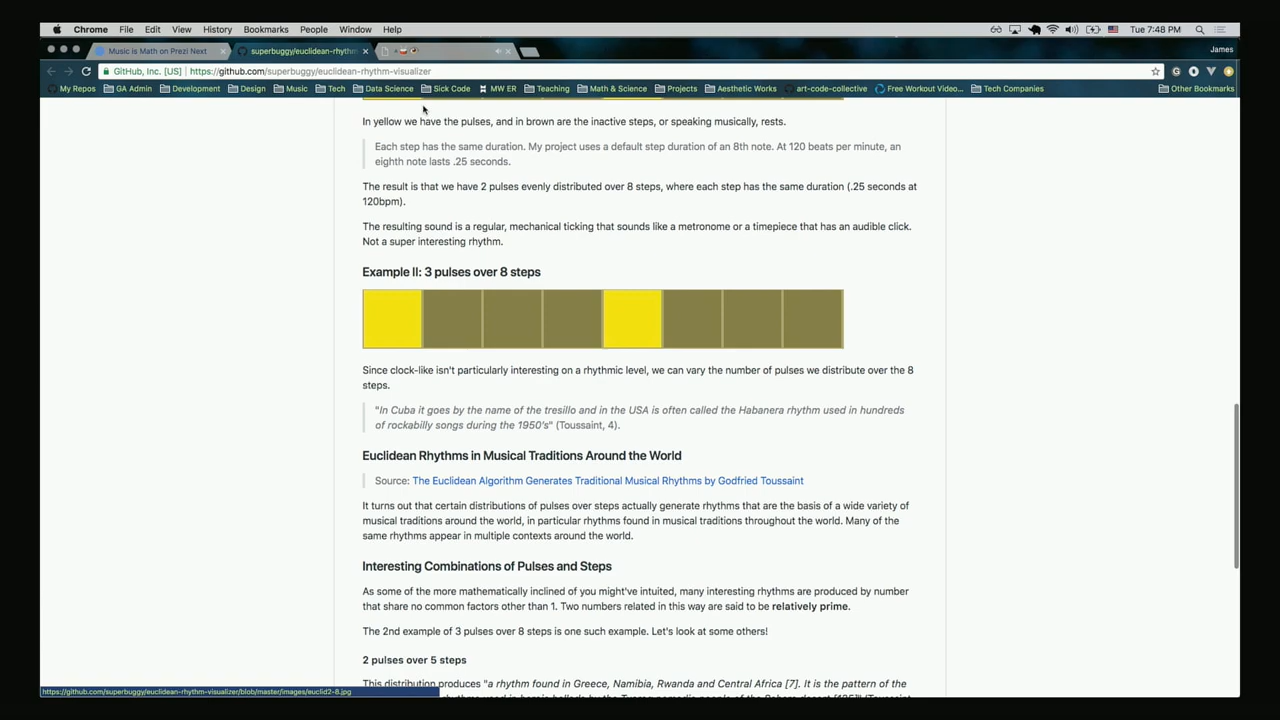 Chrome File Edit View History Bookmarks People Window Help Tue 7:48 PM
Music is Math on Prezi Next superbuggy/euclidean-rhythm James
GitHub, Inc. [US] https://github.com/superbuggy/euclidean-rhythm-visualizer
My Repos GA Admin Development Design Music Tech Data Science Sick Code MW ER Teaching Math & Science Projects Aesthetic Works art-code-collective Free Workout Video... Tech Companies Other Bookmarks
In yellow we have the pulses, and in brown are the inactive steps, or speaking musically, rests.
Each step has the same duration. My project uses a default step duration of an 8th note. At 120 beats per minute, an
eighth note lasts .25 seconds.
The result is that we have 2 pulses evenly distributed over 8 steps, where each step has the same duration (.25 seconds at
120bpm).
The resulting sound is a regular, mechanical ticking that sounds like a metronome or a timepiece that has an audible click.
Not a super interesting rhythm.
Example II: 3 pulses over 8 steps
Since clock-like isn't particularly interesting on a rhythmic level, we can vary the number of pulses we distribute over the 8
steps.
"In Cuba it goes by the name of the tresillo and in the USA is often called the Habanera rhythm used in hundreds
of rockabilly songs during the 1950's" (Toussaint, 4).
Euclidean Rhythms in Musical Traditions Around the World
Source: The Euclidean Algorithm Generates Traditional Musical Rhythms by Godfried Toussaint
It turns out that certain distributions of pulses over steps actually generate rhythms that are the basis of a wide variety of
musical traditions around the world, in particular rhythms found in musical traditions throughout the world. Many of the
same rhythms appear in multiple contexts around the world.
Interesting Combinations of Pulses and Steps
As some of the more mathematically inclined of you might've intuited, many interesting rhythms are produced by number
that share no common factors other than 1. Two numbers related in this way are said to be relatively prime.
The 2nd example of 3 pulses over 8 steps is one such example. Let's look at some others!
2 pulses over 5 steps
This distribution produces "a rhythm found in Greece, Namibia, Rwanda and Central Africa [7]. It is the pattern of the
https://github.com/superbuggy/euclidean-rhythm-visualizer/blob/master/images/euclid2-8.jpg